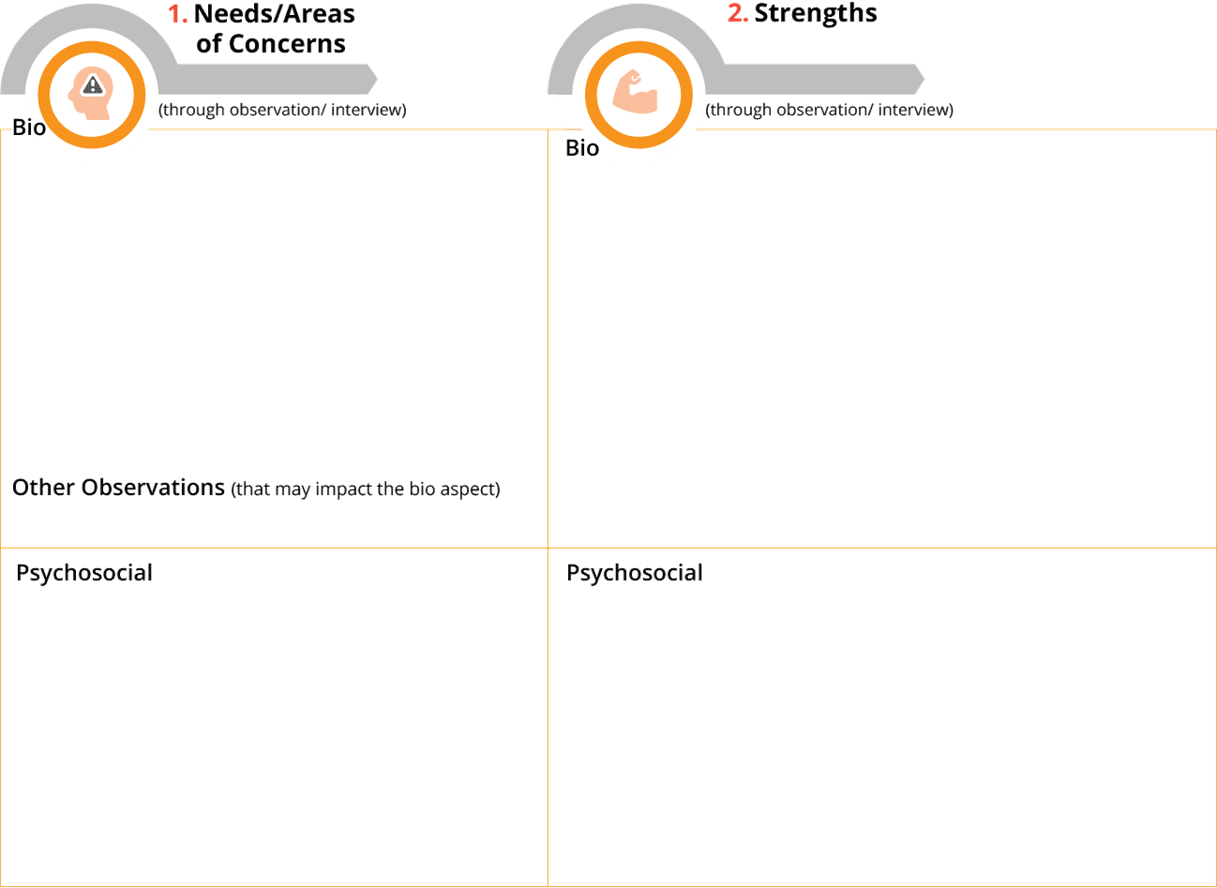 1. Needs/Areas
of Concerns
(through observation/ interview)
Bio
Other Observations (that may impact the bio aspect)
Psychosocial
2. Strengths
(through observation/ interview)
Bio
Psychosocial